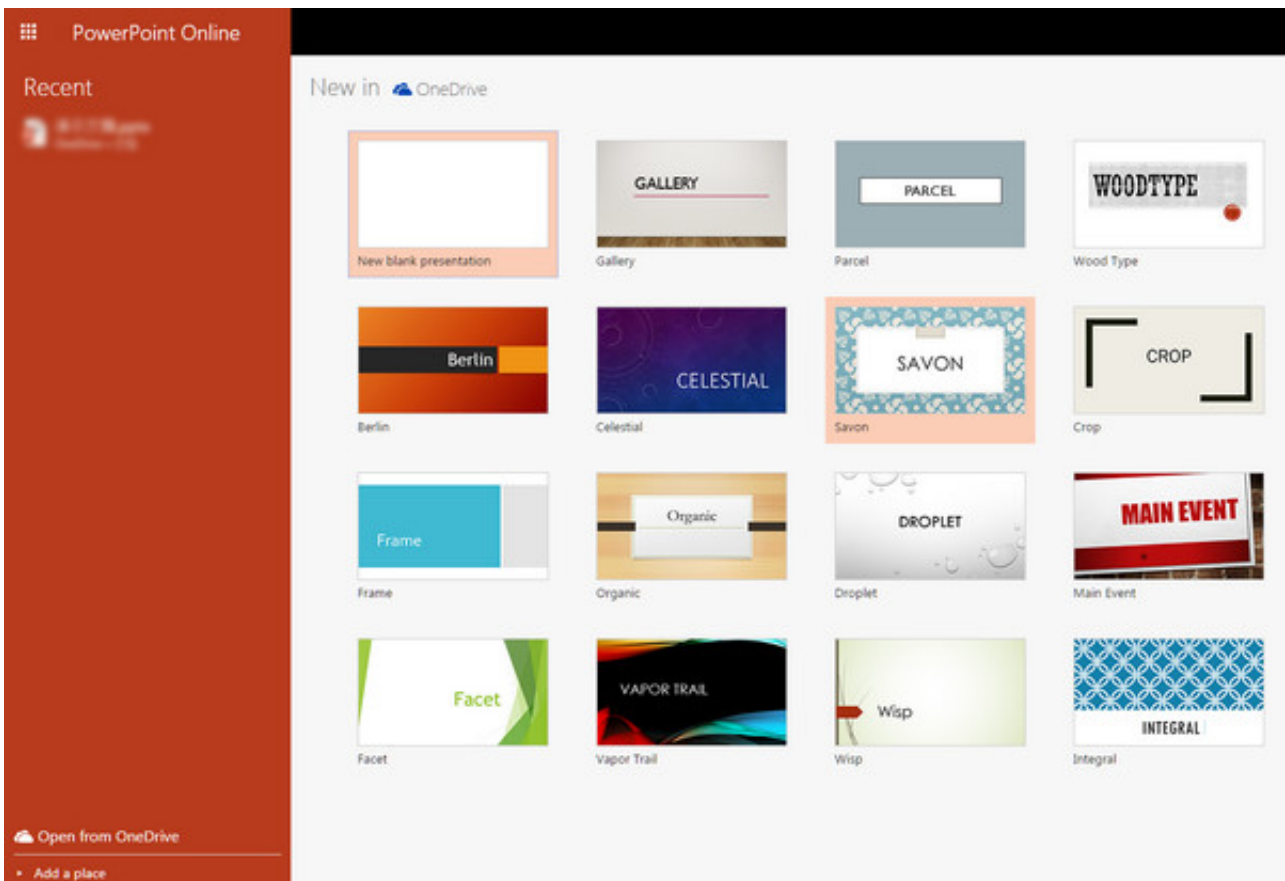 PowerPoint Online
Recent
New in OneDrive
New blank presentation
GALLERY
Gallery
PARCEL
Parcel
WOODTYPE
Wood Type
Berlin
Berlin
CELESTIAL
Celestial
SAVON
Savon
CROP
Crop
Frame
Frame
Organic
Organic
DROPLET
Droplet
MAIN EVENT
Main Event
Facet
Facet
VAPOR TRAIL
Vapor Trail
Wisp
Wisp
INTEGRAL
Integral
Open from OneDrive
Add a place